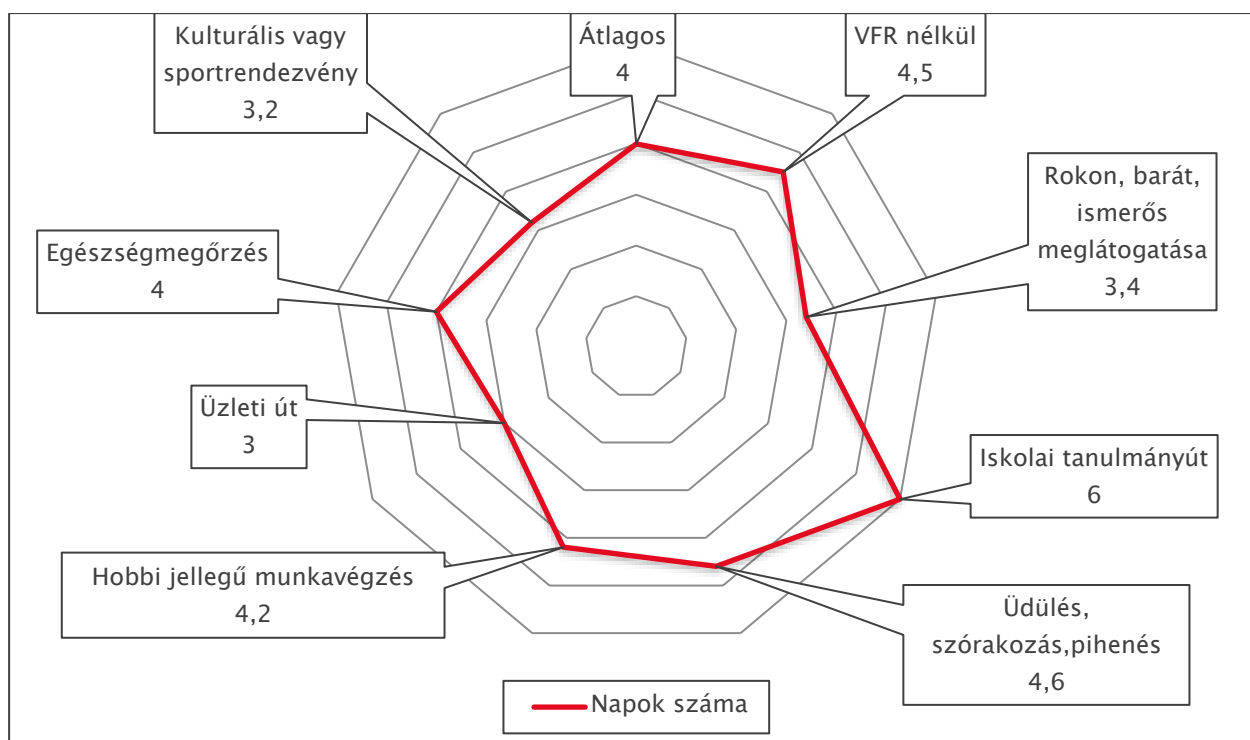 Kulturális vagy
sportrendezvény
3,2
Átlagos
4
VFR nélkül
4,5
Rokon, barát,
ismerős
meglátogatása
3,4
Egészségmegőrzés
4
Üzleti út
3
Iskolai tanulmányút
6
Hobbi jellegű munkavégzés
4,2
Üdülés,
szórakozás,pihenés
4,6
Napok száma